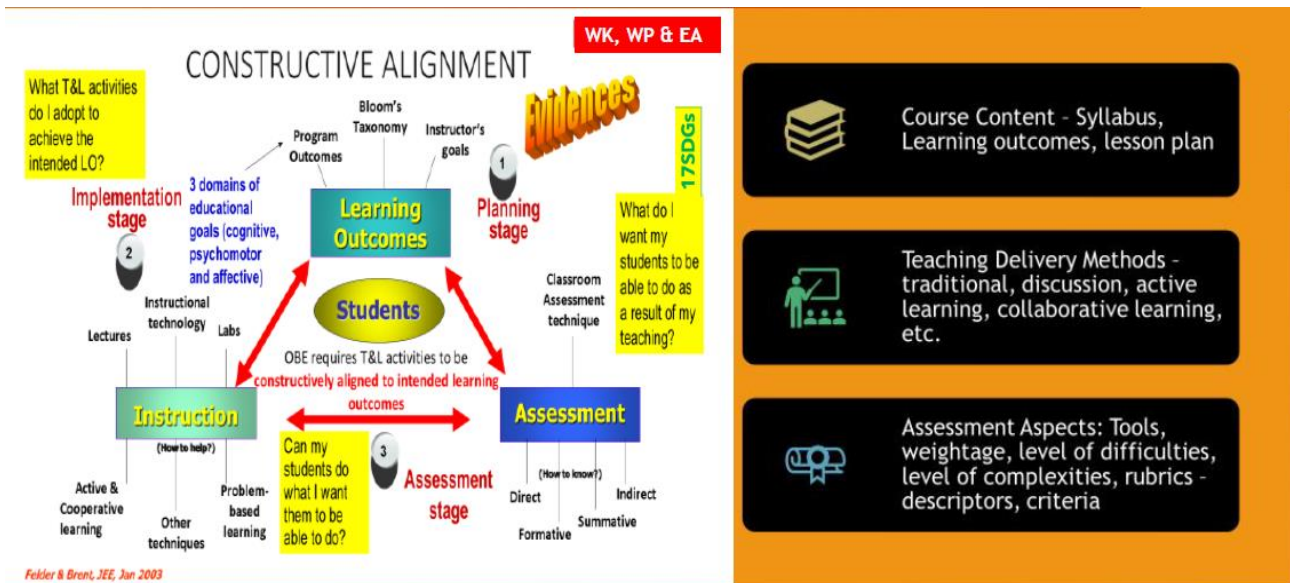 WK, WP & EA
CONSTRUCTIVE ALIGNMENT
What T&L activities
do I adopt to
achieve the
intended LO?
Evidences
17SDGs
Bloom's
Taxonomy
Program
Outcomes
Instructor's
goals
1
Planning
stage
Implementation
stage
2
3 domains of
educational
goals (cognitive,
psychomotor
and affective)
Learning
Outcomes
What do I
want my
students to be
able to do as
a result of my
teaching?
Students
Classroom
Assessment
technique
Instructional
technology
Lectures
Labs
OBE requires T&L activities to be
constructively aligned to intended learning
outcomes
Instruction
(How to help?)
Assessment
(How to know?)
Can my
students do
what I want
them to be
able to do?
3
Assessment
stage
Active &
Cooperative
learning
Other
techniques
Problem-
based
learning
Direct
Formative
Summative
Indirect
Felder & Brent, JEE, Jan 2003
Course Content - Syllabus,
Learning outcomes, lesson plan
Teaching Delivery Methods -
traditional, discussion, active
learning, collaborative learning,
etc.
Assessment Aspects: Tools,
weightage, level of difficulties,
level of complexities, rubrics -
descriptors, criteria